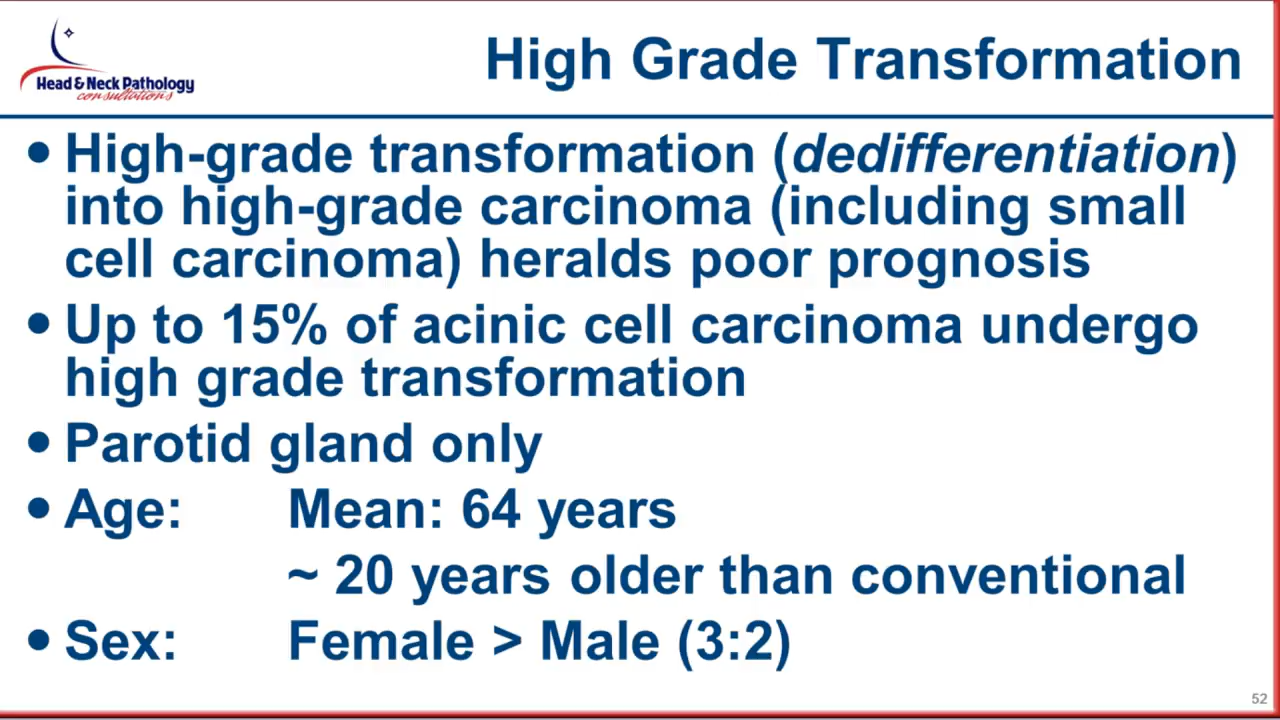 Head & Neck Pathology
consultations
High Grade Transformation
• High-grade transformation (dedifferentiation)
into high-grade carcinoma (including small
cell carcinoma) heralds poor prognosis
• Up to 15% of acinic cell carcinoma undergo
high grade transformation
• Parotid gland only
• Age: Mean: 64 years
~ 20 years older than conventional
• Sex: Female > Male (3:2)
52